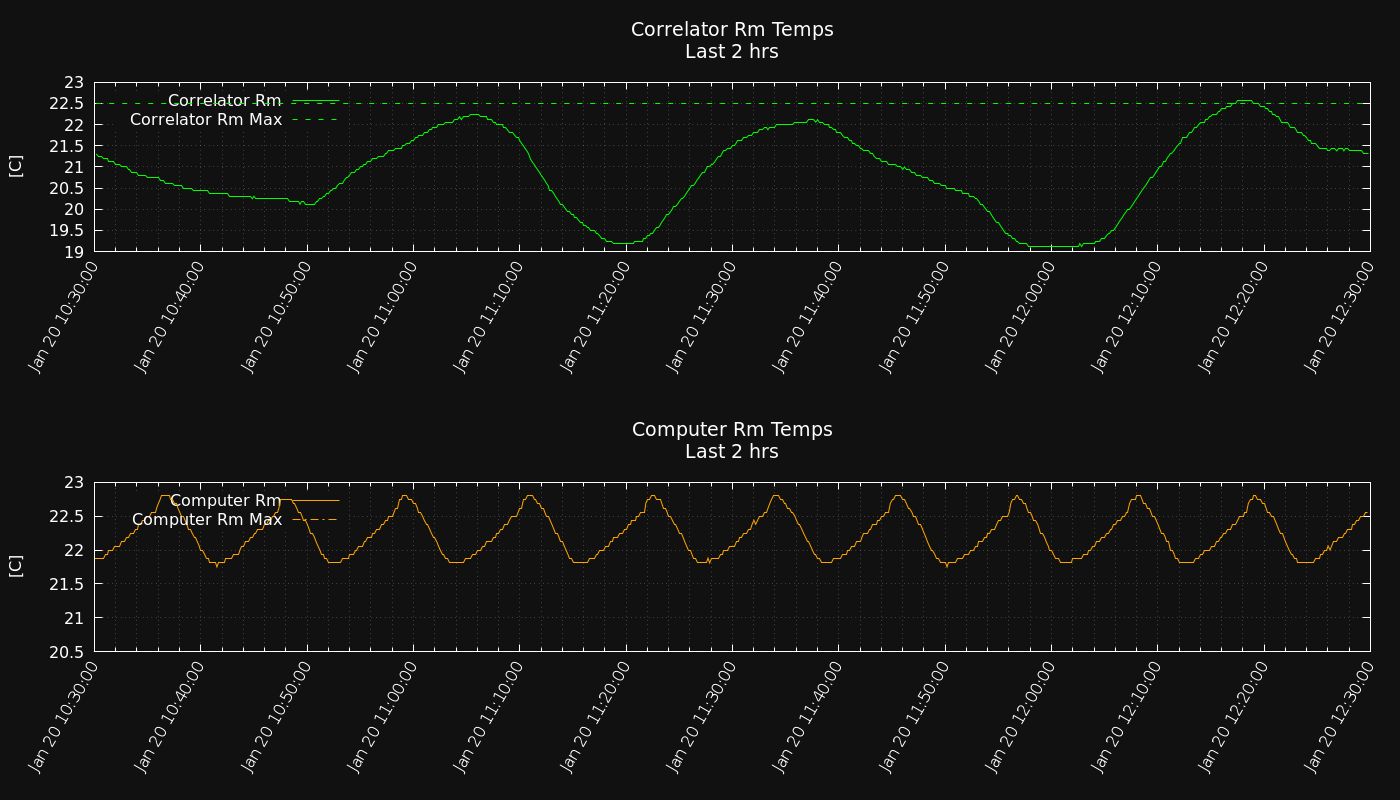 Correlator Rm Temps
Last 2 hrs
23
22.5
22
21.5
21
20.5
20
19.5
19
[C]
Correlator Rm
Correlator Rm Max
Jan 20 10:30:00
Jan 20 10:40:00
Jan 20 10:50:00
Jan 20 11:00:00
Jan 20 11:10:00
Jan 20 11:20:00
Jan 20 11:30:00
Jan 20 11:40:00
Jan 20 11:50:00
Jan 20 12:00:00
Jan 20 12:10:00
Jan 20 12:20:00
Jan 20 12:30:00
Computer Rm Temps
Last 2 hrs
23
22.5
22
21.5
21
20.5
[C]
Computer Rm
Computer Rm Max
Jan 20 10:30:00
Jan 20 10:40:00
Jan 20 10:50:00
Jan 20 11:00:00
Jan 20 11:10:00
Jan 20 11:20:00
Jan 20 11:30:00
Jan 20 11:40:00
Jan 20 11:50:00
Jan 20 12:00:00
Jan 20 12:10:00
Jan 20 12:20:00
Jan 20 12:30:00